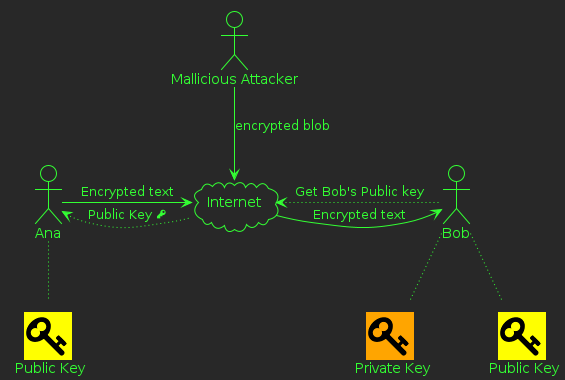 Mallicious Attacker
encrypted blob
Encrypted text
Internet
Get Bob's Public key
Public Key
Encrypted text
Ana
Bob
Public Key
Private Key
Public Key